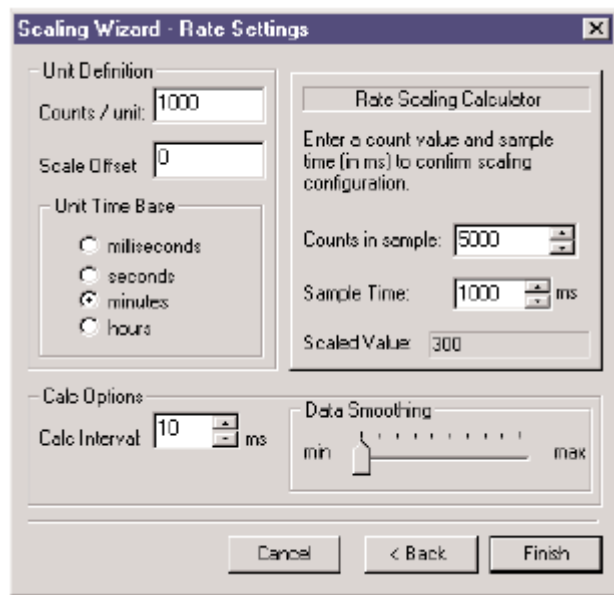 Scaling Wizard - Rate Settings
Unit Definition
Counts / unit: 1000
Scale Offset 0
Unit Time Base
milliseconds
seconds
minutes
hours
Rate Scaling Calculator
Enter a count value and sample
time (in ms) to confirm scaling
configuration.
Counts in sample: 5000
Sample Time: 1000 ms
Scaled Value: 300
Calc Options
Calc Interval: 10 ms
Data Smoothing
min max
Cancel < Back Finish